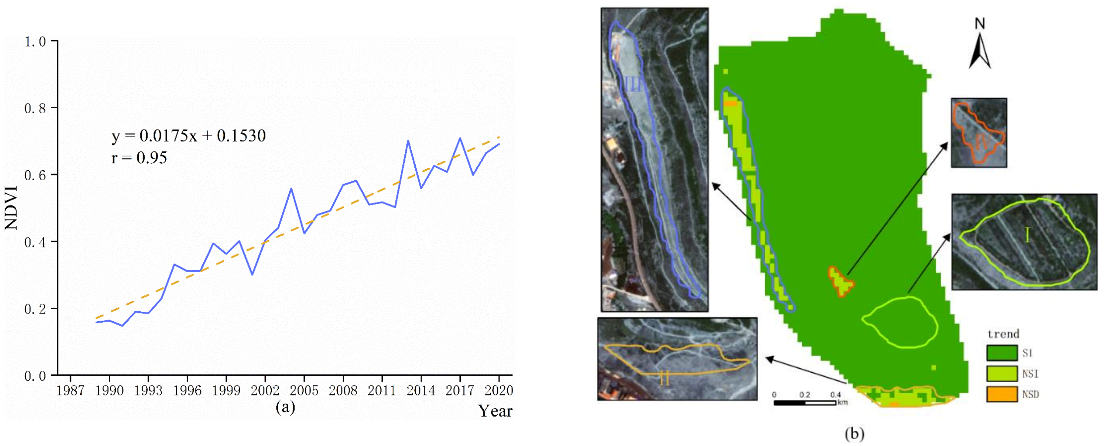 1.0
0.8
0.6
0.4
0.2
0.0
NDVI
y = 0.0175x + 0.1530
r = 0.95
1987 1990 1993 1996 1999 2002 2005 2008 2011 2014 2017 2020
(a)
Year
III
II
N
I
trend
SI
NSI
NSD
0 0.2 0.4
km
(b)